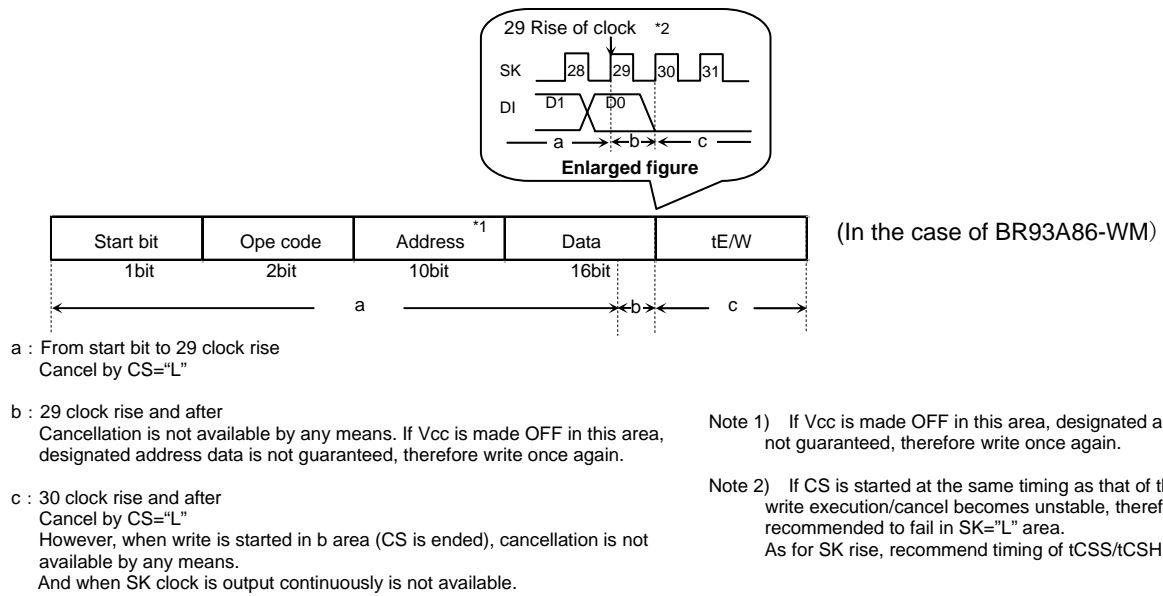 29 Rise of clock *2
SK 28 29 30 31
DI D1 D0
a b c
Enlarged figure
Start bit Ope code Address *1 Data tE/W (In the case of BR93A86-WM)
1bit 2bit 10bit 16bit
a b c
a : From start bit to 29 clock rise
Cancel by CS=“L”
b : 29 clock rise and after
Cancellation is not available by any means. If Vcc is made OFF in this area,
designated address data is not guaranteed, therefore write once again.
c : 30 clock rise and after
Cancel by CS=“L”
However, when write is started in b area (CS is ended), cancellation is not
available by any means.
And when SK clock is output continuously is not available.
Note 1) If Vcc is made OFF in this area, designated a
not guaranteed, therefore write once again.
Note 2) If CS is started at the same timing as that of t
write execution/cancel becomes unstable, theref
recommended to fail in SK=”L” area.
As for SK rise, recommend timing of tCSS/tCSH